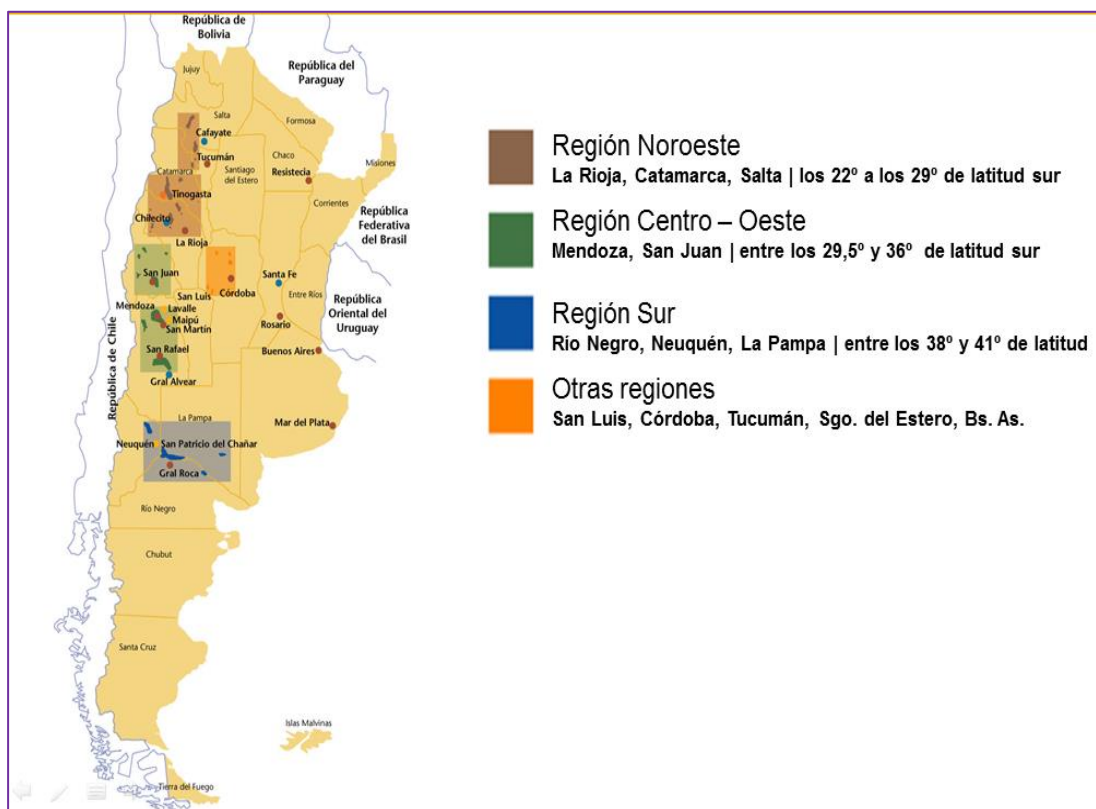 República de
Bolivia
República del
Paraguay
Jujuy
Salta
Formosa
Cafayate
Tucumán
Chaco
Catamarca
Santiago
del Estero
Resistecia
Misiones
Tinogasta
Corrientes
Chilecito
República
Federativa
del Brasil
La Rioja
San Juan
Santa Fe
San Luis
Córdoba
Entre Ríos
República
Oriental del
Uruguay
Mendoza
Lavalle
Maipú
San Martín
Rosario
San Rafael
Buenos Aires
Gral Alvear
República de Chile
La Pampa
Mar del Plata
Neuquén
San Patricio del Chañar
Gral Roca
Río Negro
Chubut
Santa Cruz
Islas Malvinas
Tierra del Fuego
Región Noroeste
La Rioja, Catamarca, Salta | los 22º a los 29º de latitud sur
Región Centro – Oeste
Mendoza, San Juan | entre los 29,5º y 36º de latitud sur
Región Sur
Río Negro, Neuquén, La Pampa | entre los 38º y 41º de latitud
Otras regiones
San Luis, Córdoba, Tucumán, Sgo. del Estero, Bs. As.